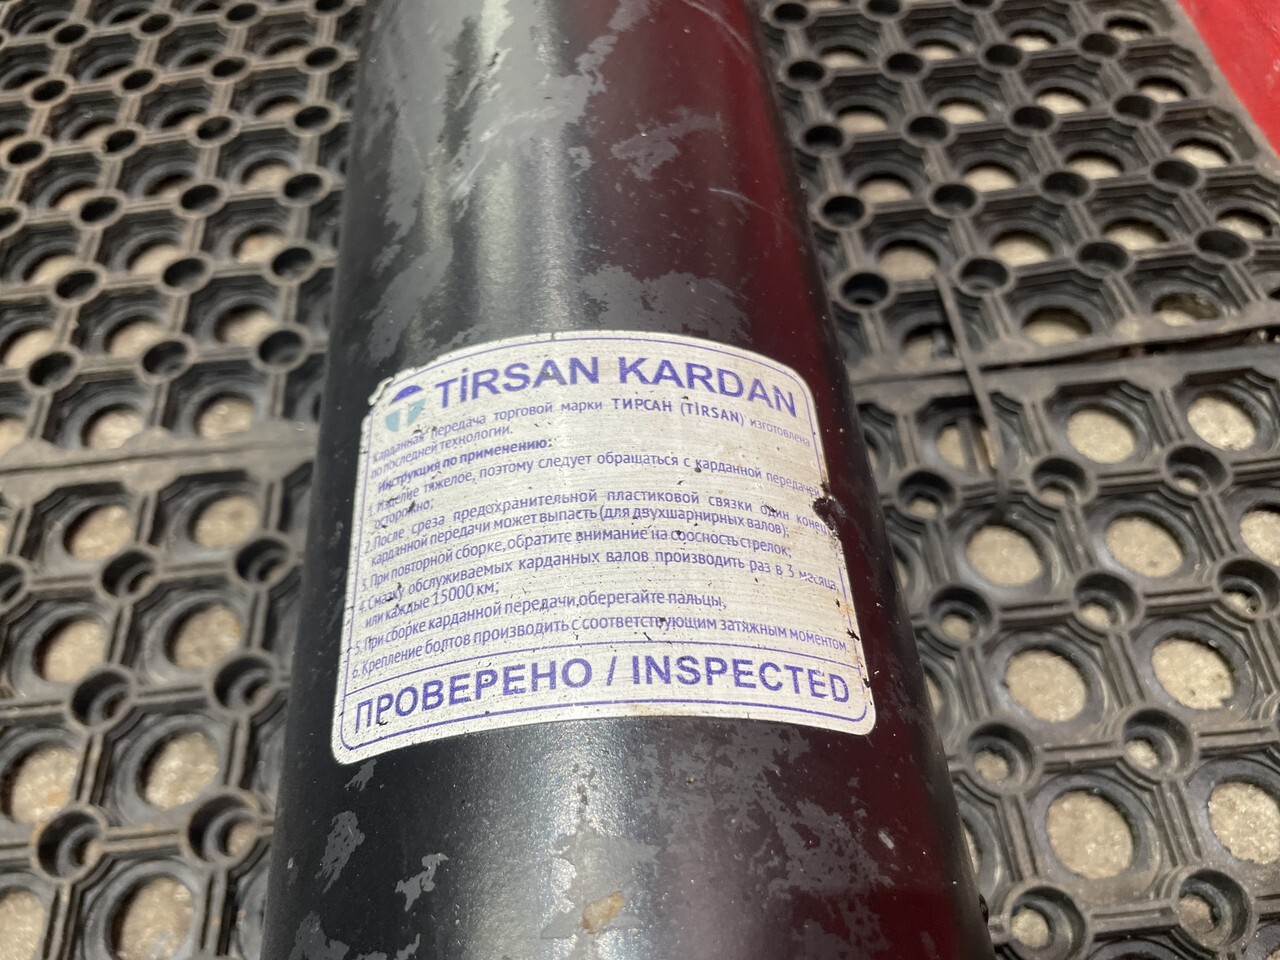 TİRSAN KARDAN
Карданная передача торговой марки ТИРСАН (TİRSAN) изготовлена
по последней технологии.
Инструкция по применению:
1. Изделие тяжелое, поэтому следует обращаться с карданной передачей
осторожно;
2. После среза предохранительной пластиковой связки один конец
карданной передачи может выпасть (для двухшарнирных валов);
3. При повторной сборке, обратите внимание на соосность стрелок;
4. Смазку обслуживаемых карданных валов производить раз в 3 месяца,
или каждые 15000 км;
5. При сборке карданной передачи,оберегайте пальцы;
6. Крепление болтов производить с соответствующим затяжным моментом.
ПРОВЕРЕНО / INSPECTED